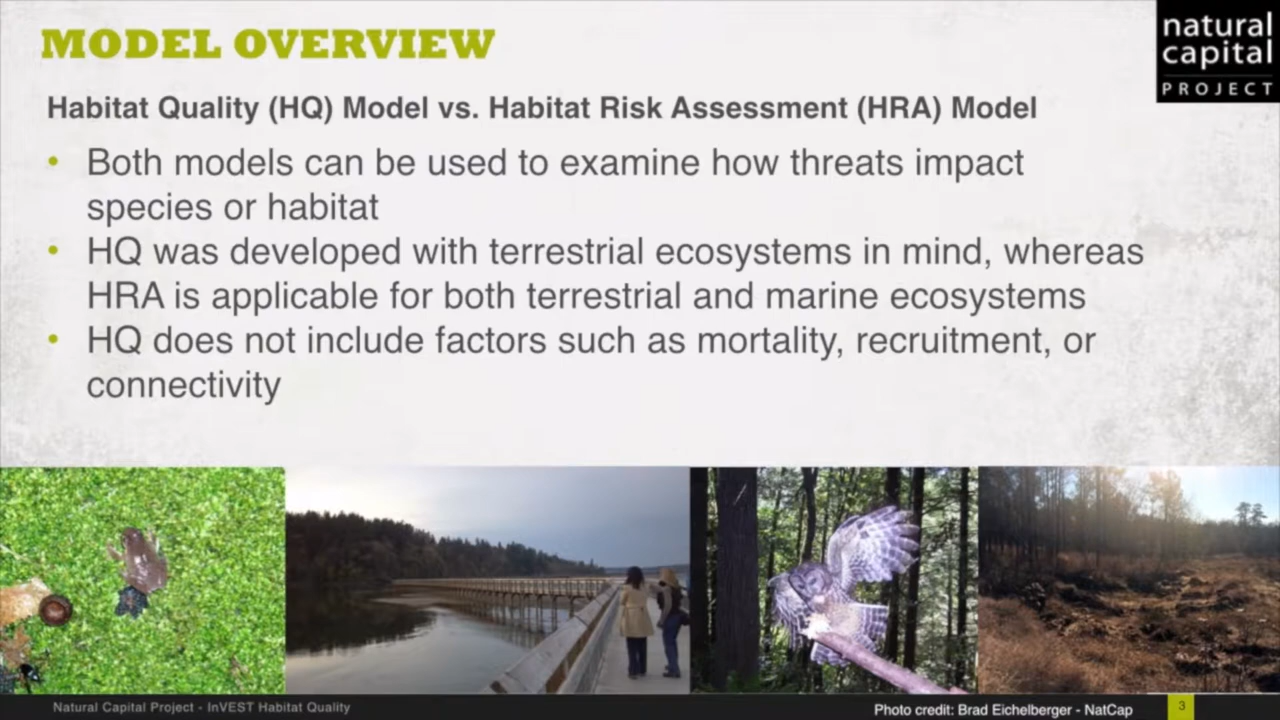 MODEL OVERVIEW
natural
capital
PROJECT
Habitat Quality (HQ) Model vs. Habitat Risk Assessment (HRA) Model
• Both models can be used to examine how threats impact
species or habitat
• HQ was developed with terrestrial ecosystems in mind, whereas
HRA is applicable for both terrestrial and marine ecosystems
• HQ does not include factors such as mortality, recruitment, or
connectivity
Natural Capital Project - InVEST Habitat Quality
Photo credit: Brad Eichelberger - NatCap
3